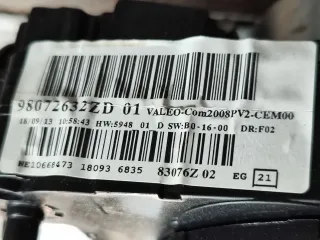 98072632ZD 01 VALEO-Com2008PV2-CEM00
18/09/13 10:58:43 HW:5948 01 D SW:B0-16-00 DR:F02
ME10668473 18093 6835 83076Z 02 EG 21